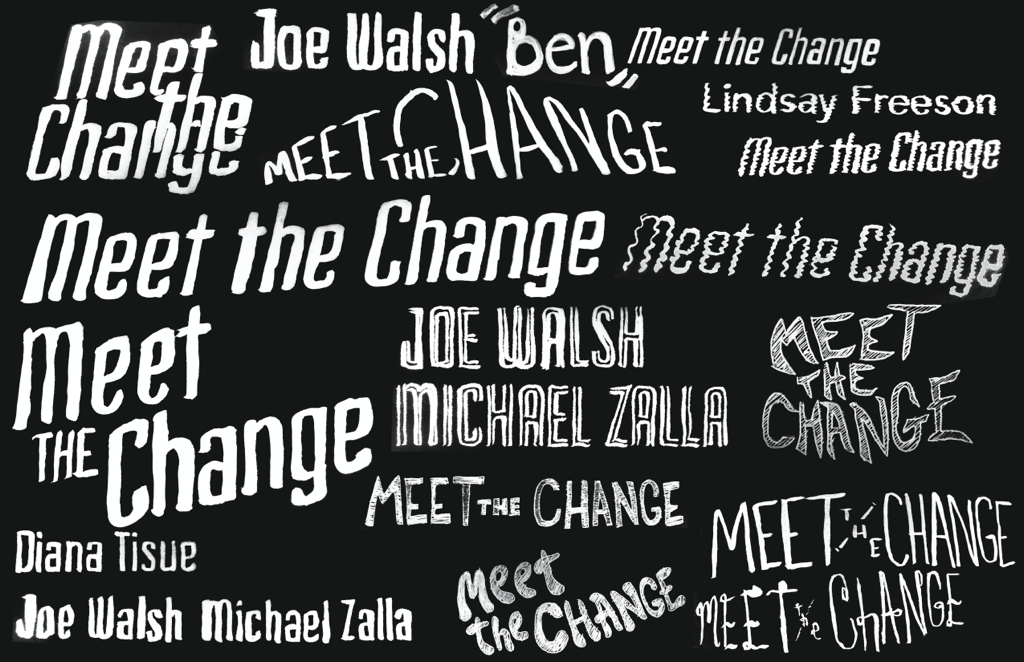 Meet
the
Change
Joe Walsh "Ben"
Meet the Change
Lindsay Freeson
MEET THE CHANGE
Meet the Change
Meet the Change
Meet the Change
Meet
THE
Change
JOE WALSH
MICHAEL ZALLA
MEET
THE
CHANGE
MEET THE CHANGE
MEET THE CHANGE
Diana Tisue
Meet
the CHANGE
MEET the CHANGE
Joe Walsh Michael Zalla